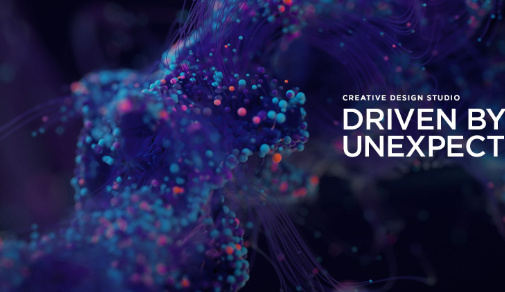 CREATIVE DESIGN STUDIO
DRIVEN BY
UNEXPECT